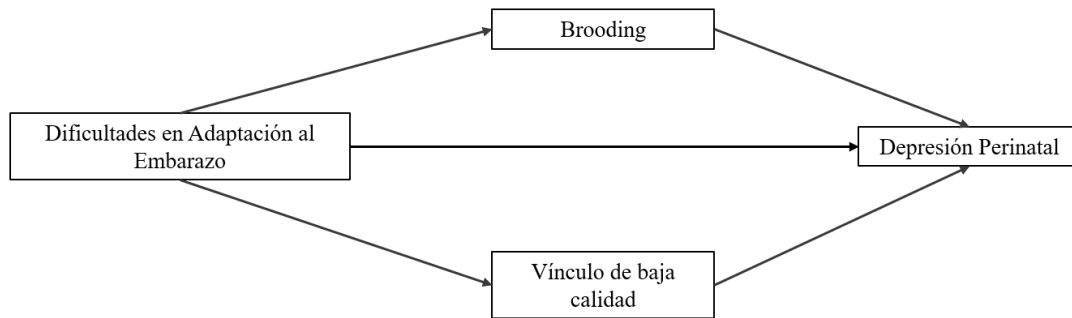 Brooding
Dificultades en Adaptación al
Embarazo
Depresión Perinatal
Vínculo de baja
calidad